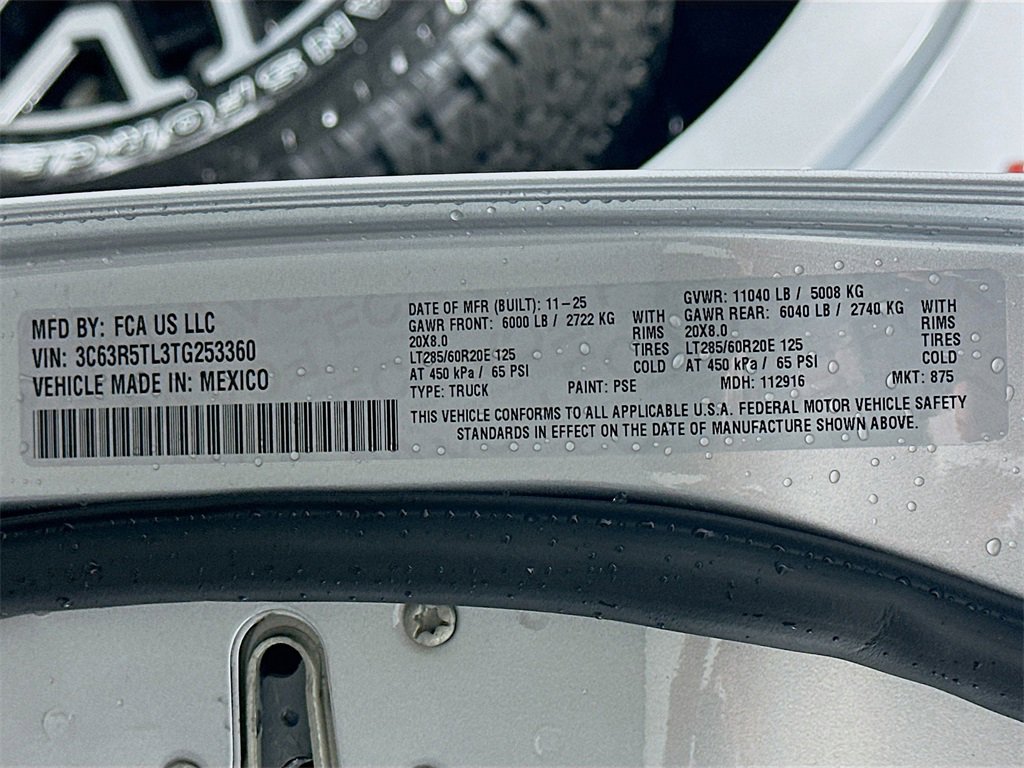 TRANSFORCE
MFD BY: FCA US LLC
VIN: 3C63R5TL3TG253360
VEHICLE MADE IN: MEXICO
DATE OF MFR (BUILT): 11-25
GAWR FRONT: 6000 LB / 2722 KG
20X8.0
LT285/60R20E 125
AT 450 kPa / 65 PSI
WITH
RIMS
TIRES
COLD
TYPE: TRUCK
PAINT: PSE
GVWR: 11040 LB / 5008 KG
GAWR REAR: 6040 LB / 2740 KG
20X8.0
LT285/60R20E 125
AT 450 kPa / 65 PSI
WITH
RIMS
TIRES
COLD
MDH: 112916
MKT: 875
THIS VEHICLE CONFORMS TO ALL APPLICABLE U.S.A. FEDERAL MOTOR VEHICLE SAFETY
STANDARDS IN EFFECT ON THE DATE OF MANUFACTURE SHOWN ABOVE.